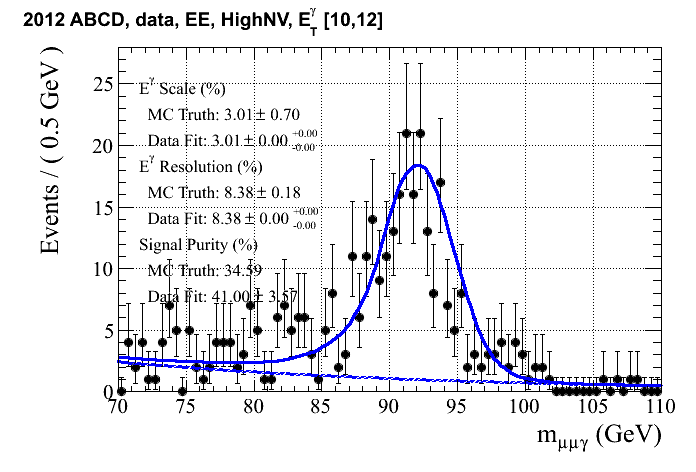 2012 ABCD, data, EE, HighNV, E_T^γ [10,12]
Events / ( 0.5 GeV )
25
20
15
10
5
0
E^γ Scale (%)
MC Truth: 3.01 ± 0.70
Data Fit: 3.01 ± 0.00 +0.00 -0.00
E^γ Resolution (%)
MC Truth: 8.38 ± 0.18
Data Fit: 8.38 ± 0.00 +0.00 -0.00
Signal Purity (%)
MC Truth: 34.59
Data Fit: 41.00 ± 3.57
70 75 80 85 90 95 100 105 110
m_μμγ (GeV)